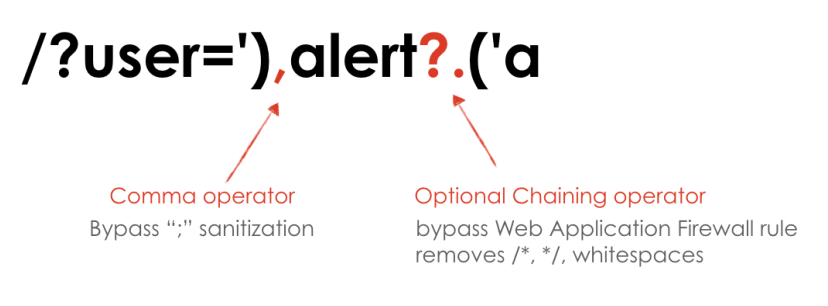 /?user='),alert?.('a
Comma operator
Bypass “;” sanitization
Optional Chaining operator
bypass Web Application Firewall rule
removes /*, */, whitespaces